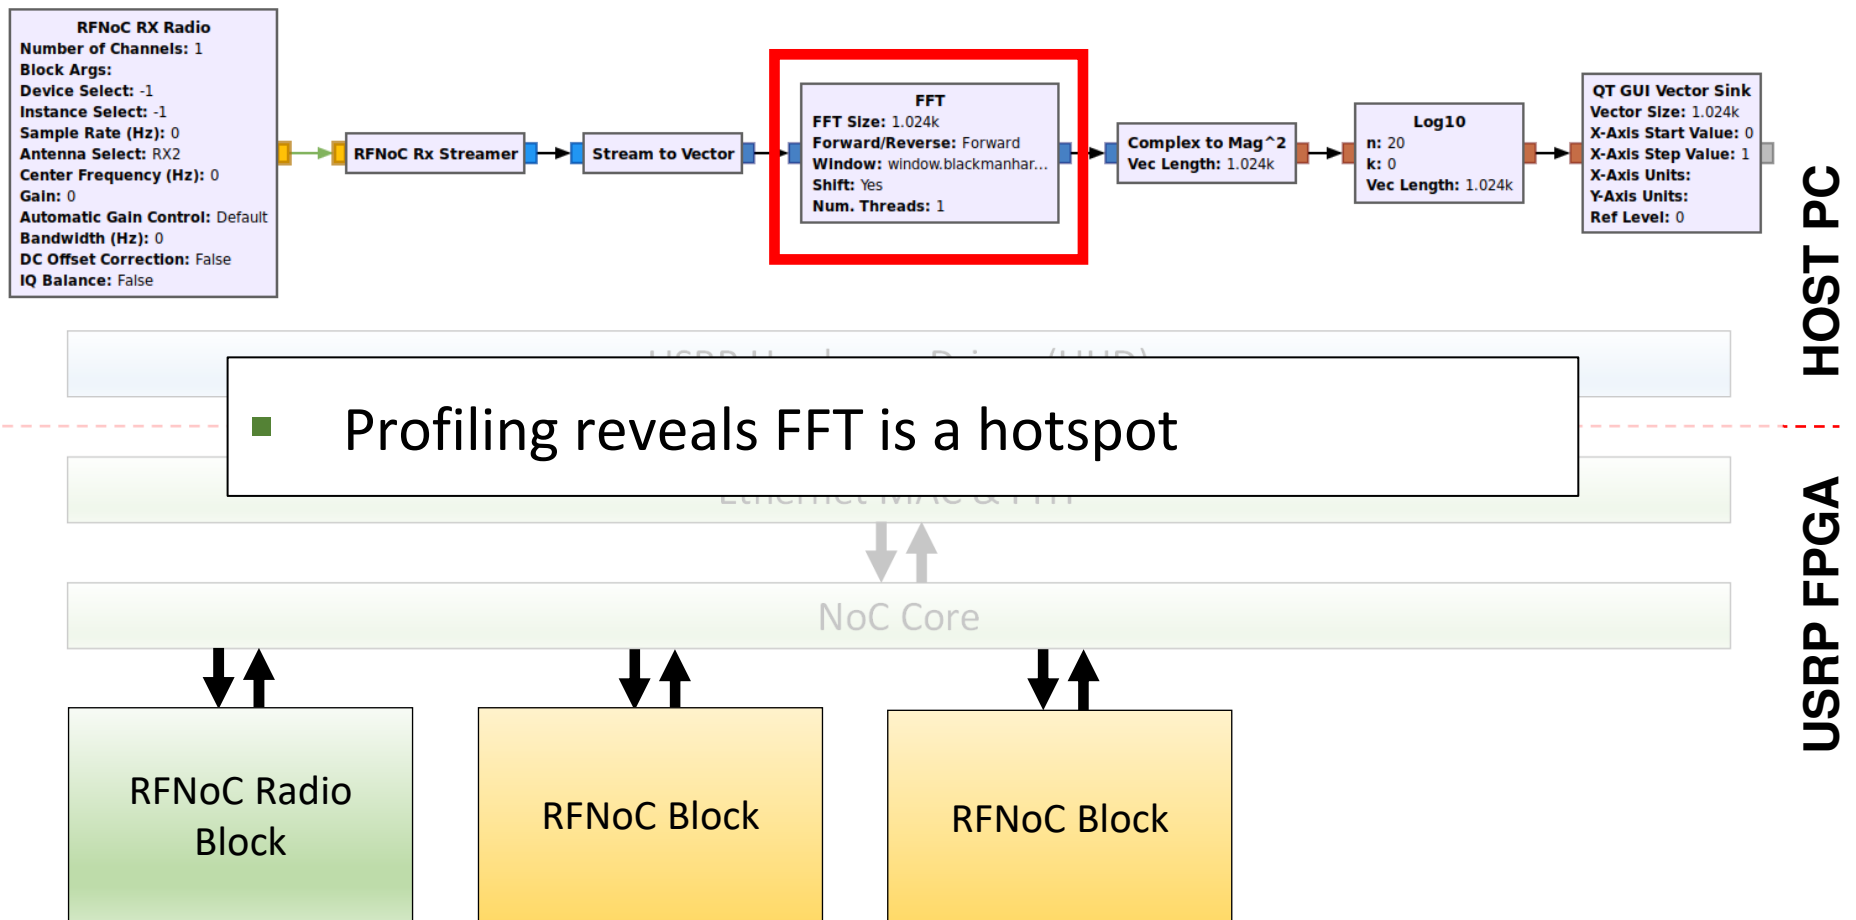 RFNoC RX Radio
Number of Channels: 1
Block Args:
Device Select: -1
Instance Select: -1
Sample Rate (Hz): 0
Antenna Select: RX2
Center Frequency (Hz): 0
Gain: 0
Automatic Gain Control: Default
Bandwidth (Hz): 0
DC Offset Correction: False
IQ Balance: False
RFNoC Rx Streamer
Stream to Vector
FFT
FFT Size: 1.024k
Forward/Reverse: Forward
Window: window.blackmanhar...
Shift: Yes
Num. Threads: 1
Complex to Mag^2
Vec Length: 1.024k
Log10
n: 20
k: 0
Vec Length: 1.024k
QT GUI Vector Sink
Vector Size: 1.024k
X-Axis Start Value: 0
X-Axis Step Value: 1
X-Axis Units:
Y-Axis Units:
Ref Level: 0
HOST PC
Profiling reveals FFT is a hotspot
NoC Core
USRP FPGA
RFNoC Radio
Block
RFNoC Block
RFNoC Block